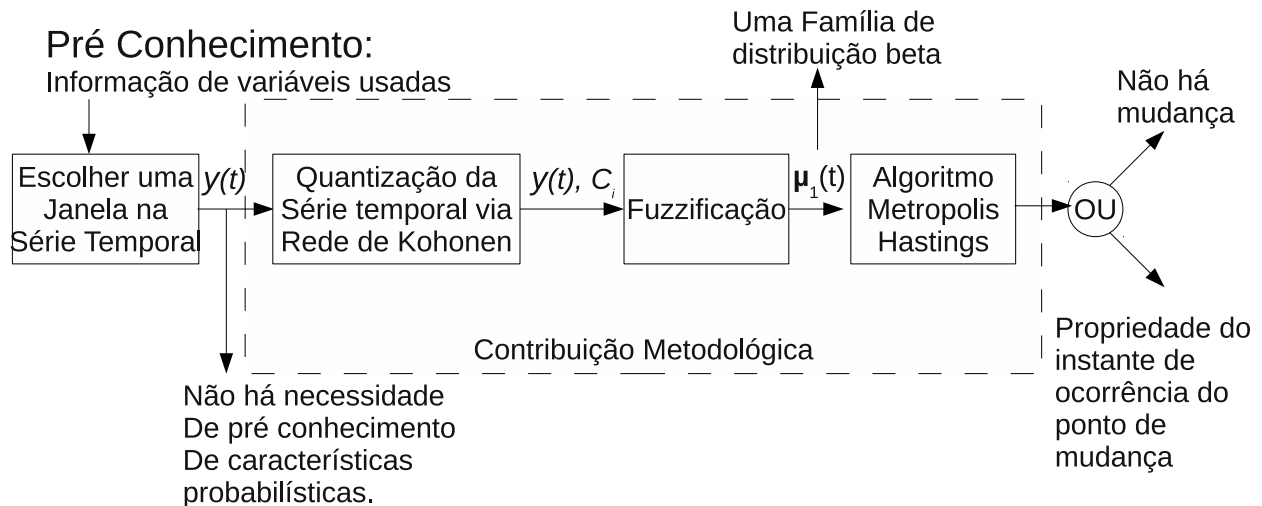 Pré Conhecimento:
Informação de variáveis usadas
Uma Família de
distribuição beta
Não há
mudança
Escolher uma
Janela na
Série Temporal
y(t)
Quantização da
Série temporal via
Rede de Kohonen
y(t), C_i
Fuzzificação
µ_1(t)
Algoritmo
Metropolis
Hastings
OU
Contribuição Metodológica
Não há necessidade
De pré conhecimento
De características
probabilísticas.
Propriedade do
instante de
ocorrência do
ponto de
mudança